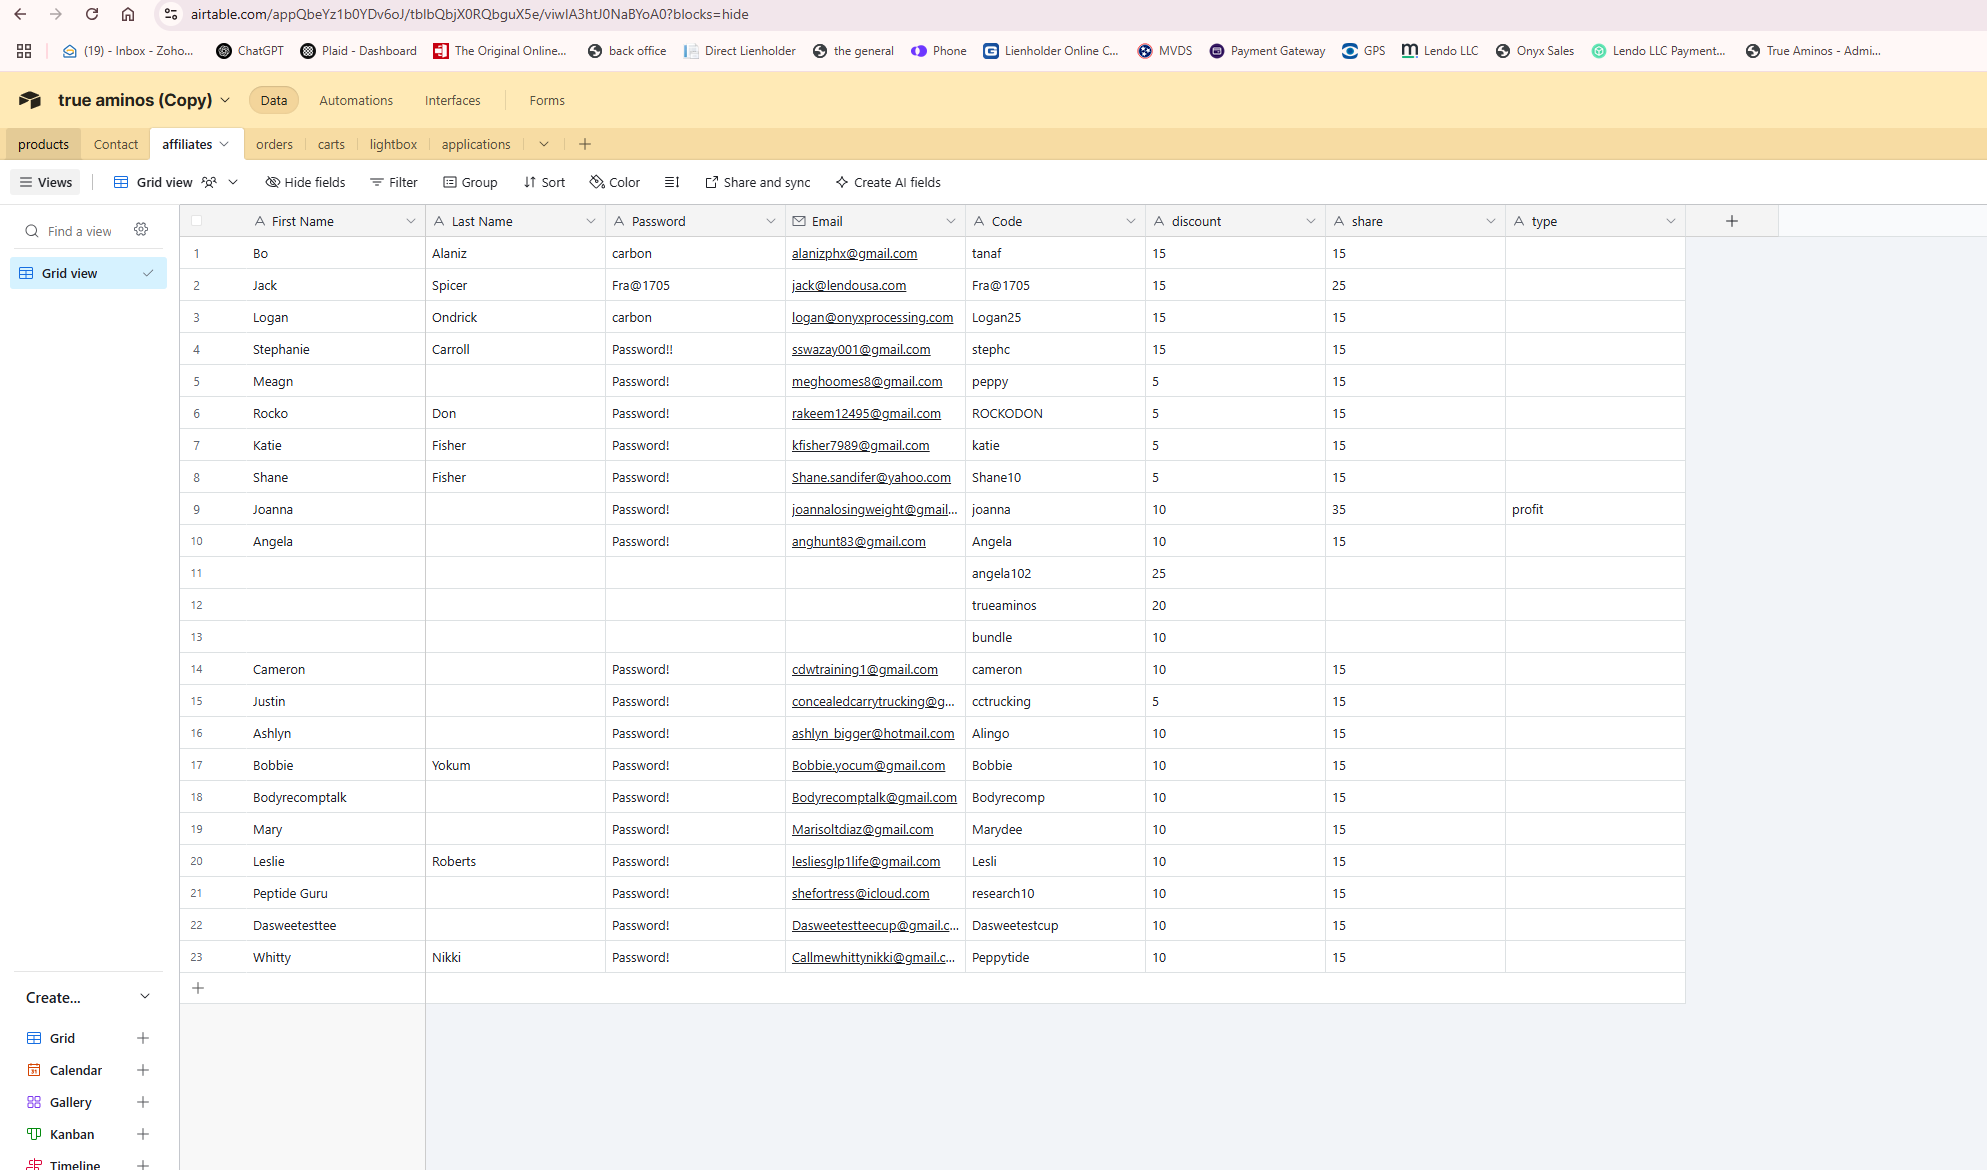 airtable.com/appQbeYz1b0YDv6oJ/tblbQbjX0RQbguX5e/viwIA3htJ0NaBYoA0?blocks=hide
(19) - Inbox - Zoho... ChatGPT Plaid - Dashboard The Original Online... back office Direct Lienholder the general Phone Lienholder Online C... MVDS Payment Gateway GPS Lendo LLC Onyx Sales Lendo LLC Payment... True Aminos - Admi...
true aminos (Copy) Data Automations Interfaces Forms
products Contact affiliates orders carts lightbox applications
Views Grid view Hide fields Filter Group Sort Color Share and sync Create AI fields
Find a view
Grid view
First Name Last Name Password Email Code discount share type
1 Bo Alaniz carbon alanizphx@gmail.com tanaf 15 15
2 Jack Spicer Fra@1705 jack@lendousa.com Fra@1705 15 25
3 Logan Ondrick carbon logan@onyxprocessing.com Logan25 15 15
4 Stephanie Carroll Password!! sswazay001@gmail.com stephc 15 15
5 Meagn Password! meghoomes8@gmail.com peppy 5 15
6 Rocko Don Password! rakeem12495@gmail.com ROCKODON 5 15
7 Katie Fisher Password! kfisher7989@gmail.com katie 5 15
8 Shane Fisher Password! Shane.sandifer@yahoo.com Shane10 5 15
9 Joanna Password! joannalosingweight@gmail... joanna 10 35 profit
10 Angela Password! anghunt83@gmail.com Angela 10 15
11 angela102 25
12 trueaminos 20
13 bundle 10
14 Cameron Password! cdwtraining1@gmail.com cameron 10 15
15 Justin Password! concealedcarrytrucking@g... cctrucking 5 15
16 Ashlyn Password! ashlyn_bigger@hotmail.com Alingo 10 15
17 Bobbie Yokum Password! Bobbie.yocum@gmail.com Bobbie 10 15
18 Bodyrecomptalk Password! Bodyrecomptalk@gmail.com Bodyrecomp 10 15
19 Mary Password! Marisoltdiaz@gmail.com Marydee 10 15
20 Leslie Roberts Password! lesliesglp1life@gmail.com Lesli 10 15
21 Peptide Guru Password! shefortress@icloud.com research10 10 15
22 Dasweetesttee Password! Dasweetestteecup@gmail.c... Dasweetestcup 10 15
23 Whitty Nikki Password! Callmewhittynikki@gmail.c... Peppytide 10 15
Create...
Grid
Calendar
Gallery
Kanban
Timeline